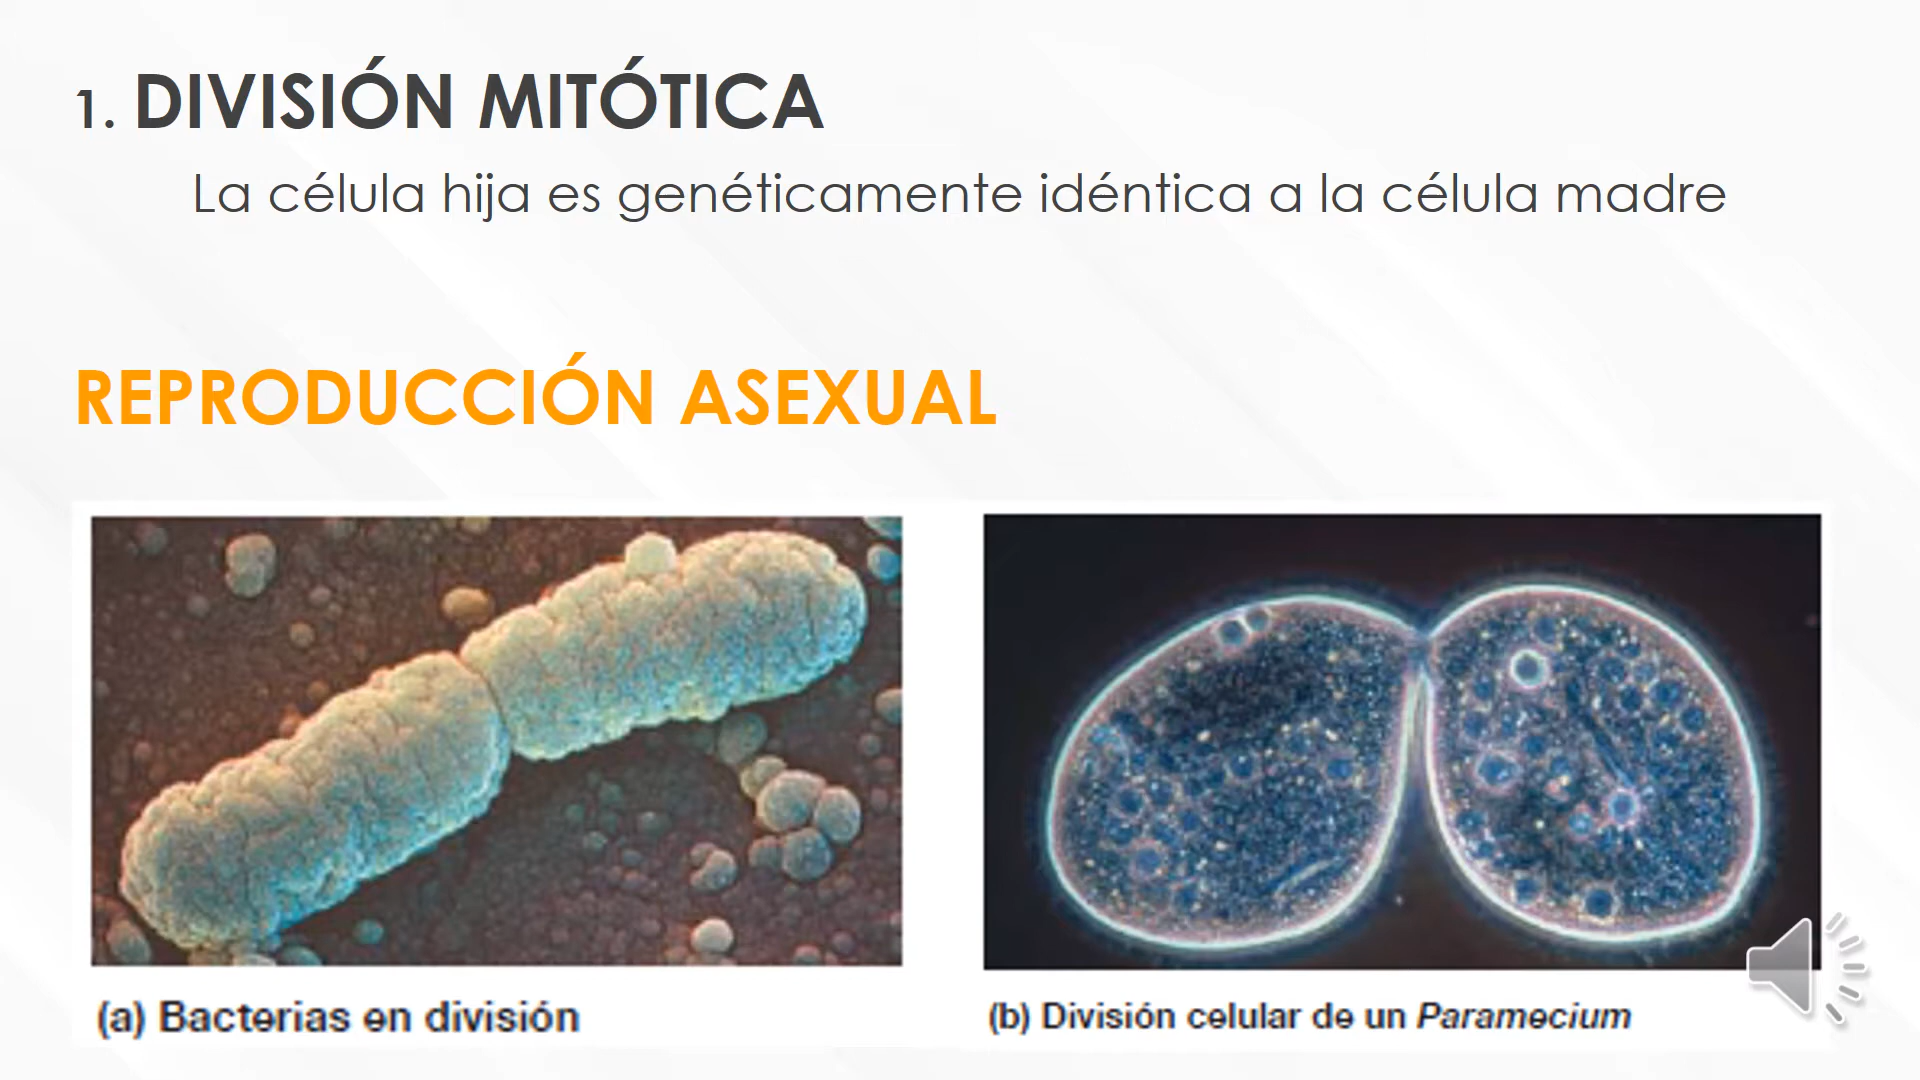 1. DIVISIÓN MITÓTICA
La célula hija es genéticamente idéntica a la célula madre
REPRODUCCIÓN ASEXUAL
(a) Bacterias en división
(b) División celular de un Paramecium